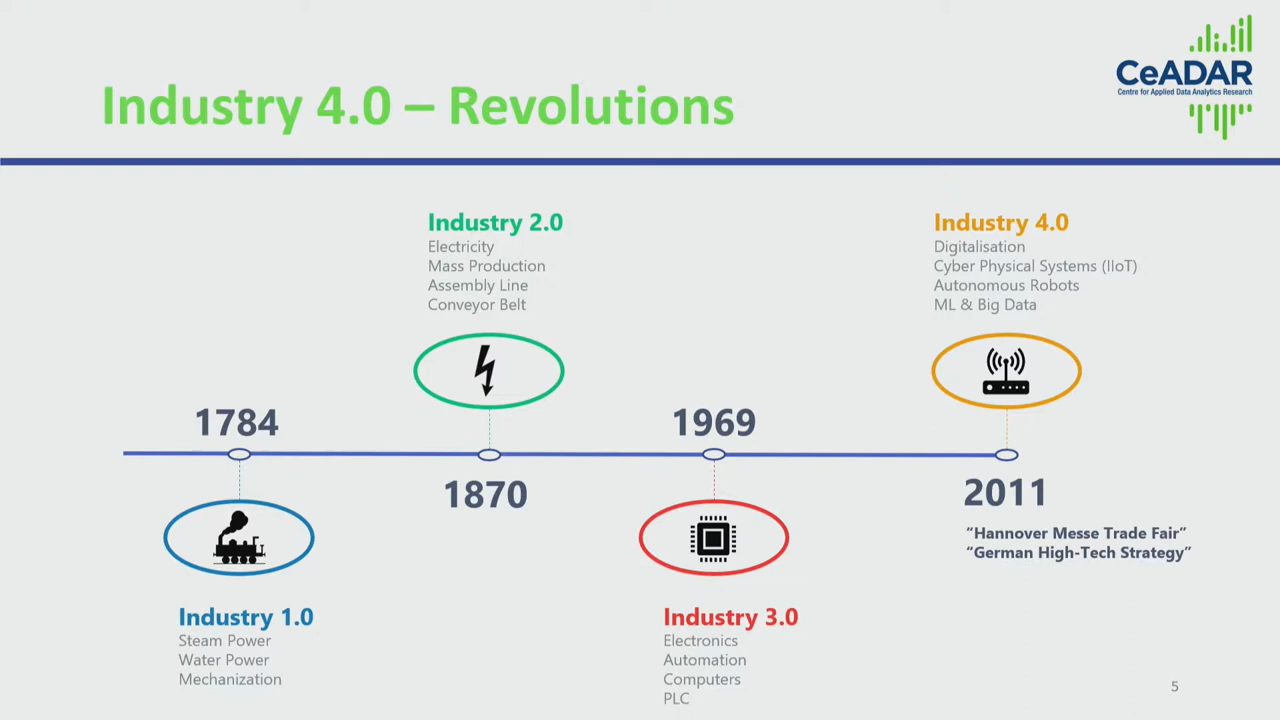 CeADAR
Centre for Applied Data Analytics Research
Industry 4.0 – Revolutions
Industry 2.0
Electricity
Mass Production
Assembly Line
Conveyor Belt
Industry 4.0
Digitalisation
Cyber Physical Systems (IIoT)
Autonomous Robots
ML & Big Data
1784
1969
1870
2011
“Hannover Messe Trade Fair”
“German High-Tech Strategy”
Industry 1.0
Steam Power
Water Power
Mechanization
Industry 3.0
Electronics
Automation
Computers
PLC
5